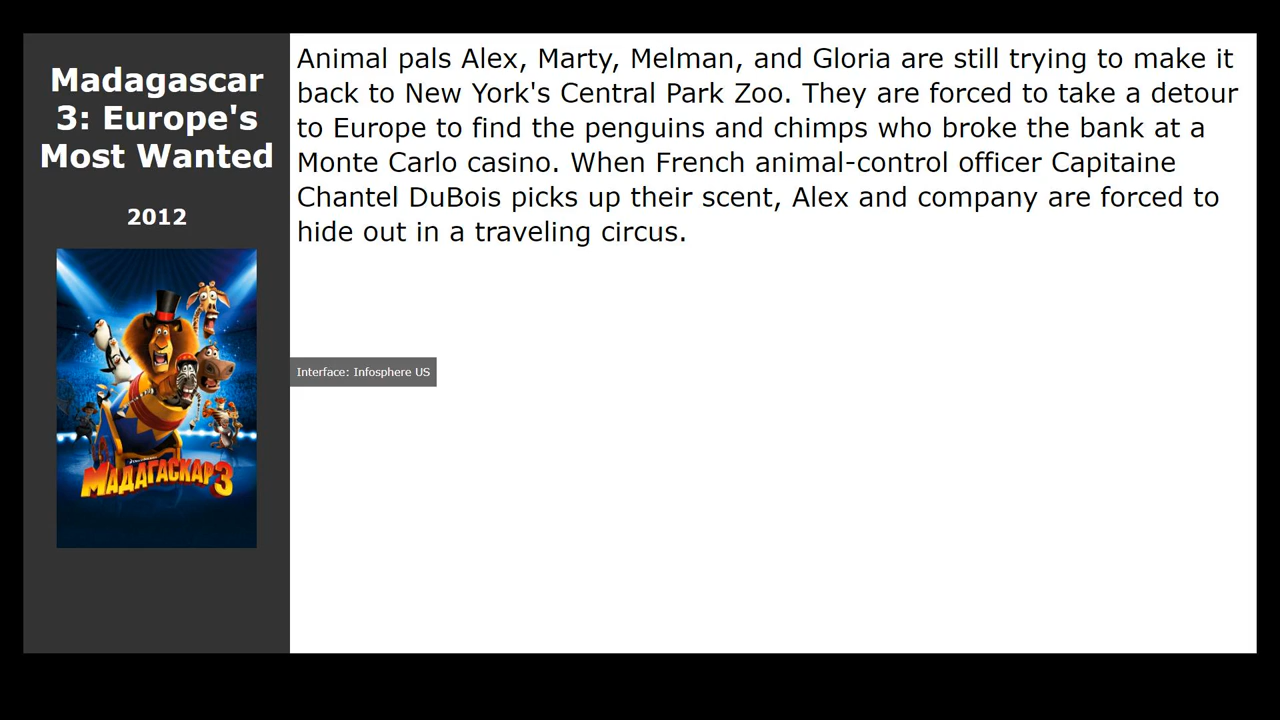 Madagascar
3: Europe's
Most Wanted
2012
МАДАГАСКАР3
Animal pals Alex, Marty, Melman, and Gloria are still trying to make it
back to New York's Central Park Zoo. They are forced to take a detour
to Europe to find the penguins and chimps who broke the bank at a
Monte Carlo casino. When French animal-control officer Capitaine
Chantel DuBois picks up their scent, Alex and company are forced to
hide out in a traveling circus.
Interface: Infosphere US